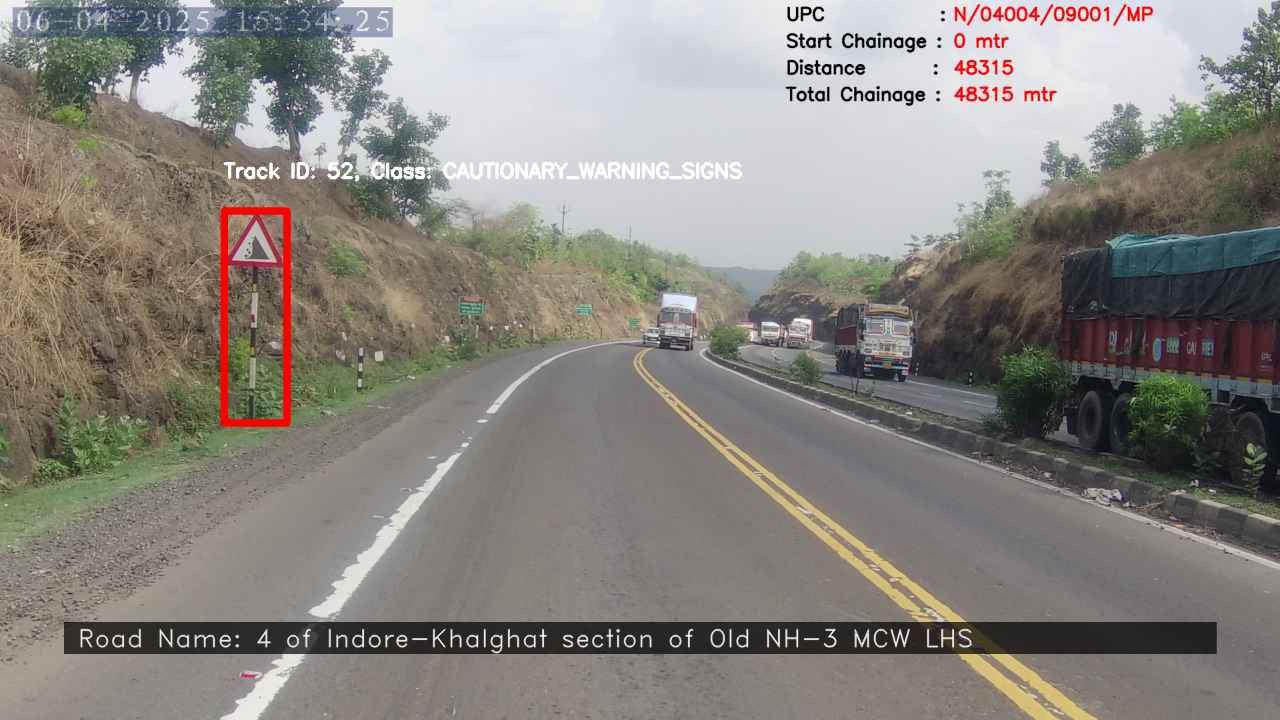 06-04-2025 15:34:25
UPC : N/04004/09001/MP
Start Chainage : 0 mtr
Distance : 48315
Total Chainage : 48315 mtr
Track ID: 52, Class: CAUTIONARY_WARNING_SIGNS
Road Name: 4 of Indore-Khalghat section of Old NH-3 MCW LHS